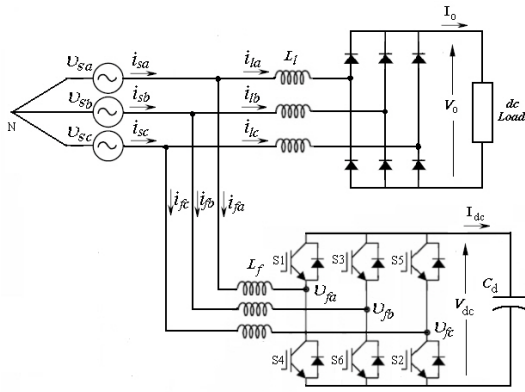 I_o
υ_sa i_sa i_la L_l
υ_sb i_sb i_lb V_o dc Load
N
υ_sc i_sc i_lc
i_fc i_fb i_fa
I_dc
L_f S1 S3 S5
υ_fa C_d
υ_fb V_dc
υ_fc
S4 S6 S2